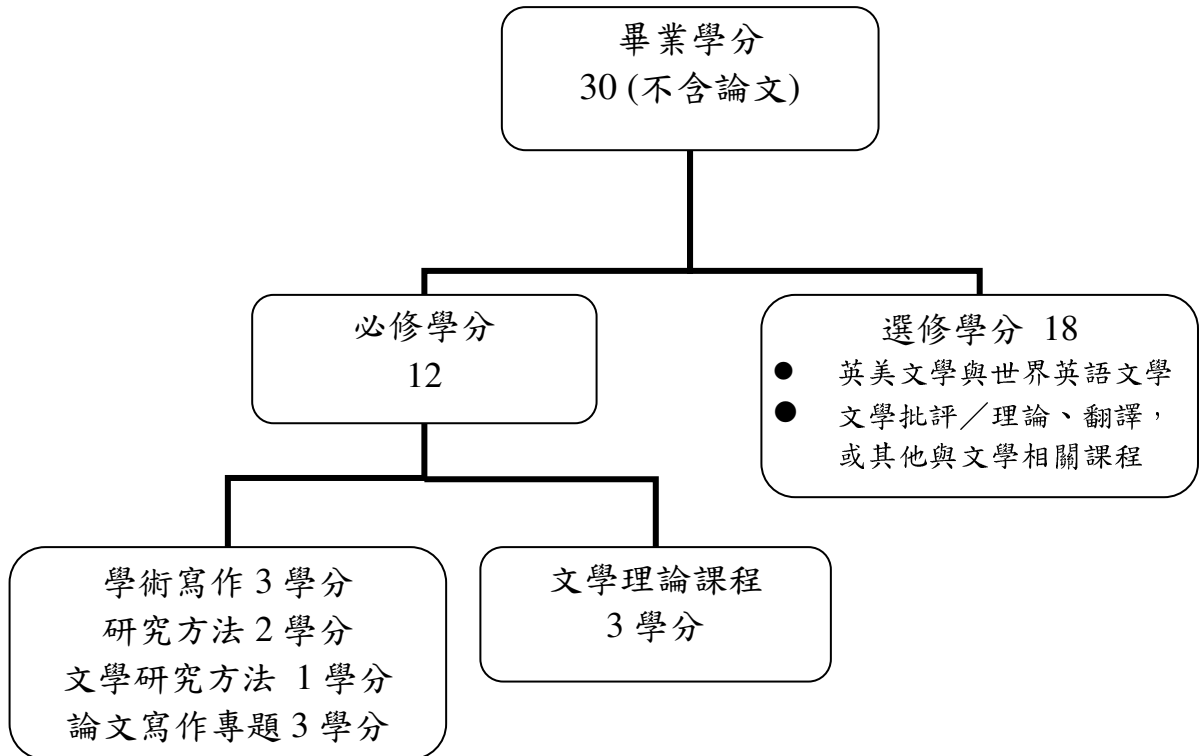 畢業學分
30 (不含論文)
必修學分
12
選修學分 18
● 英美文學與世界英語文學
● 文學批評／理論、翻譯，
或其他與文學相關課程
學術寫作 3 學分
研究方法 2 學分
文學研究方法 1 學分
論文寫作專題 3 學分
文學理論課程
3 學分